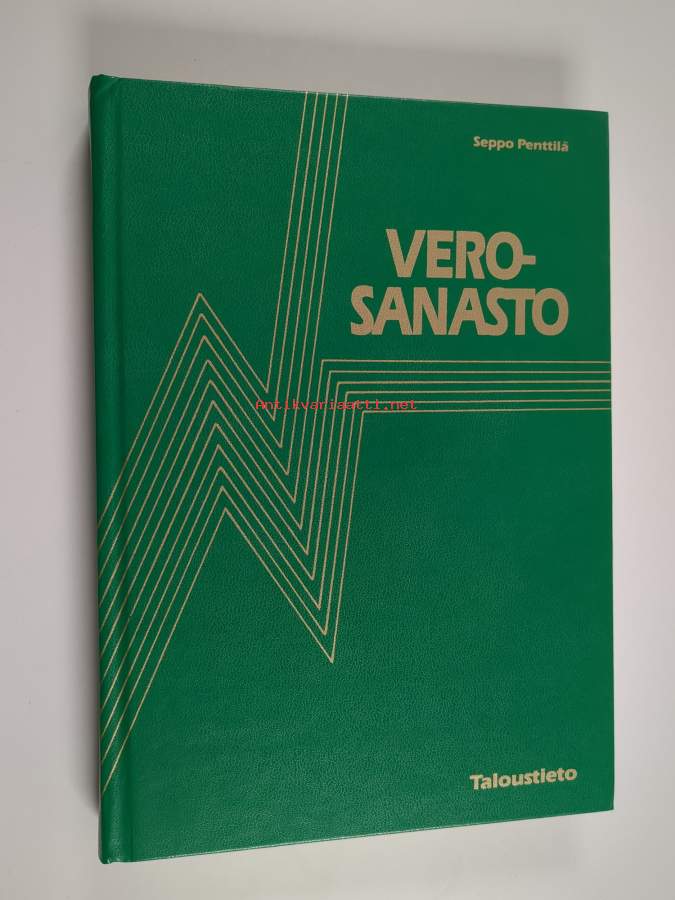 Seppo Penttilä
VERO-
SANASTO
Antikvariaatti.net
Taloustieto